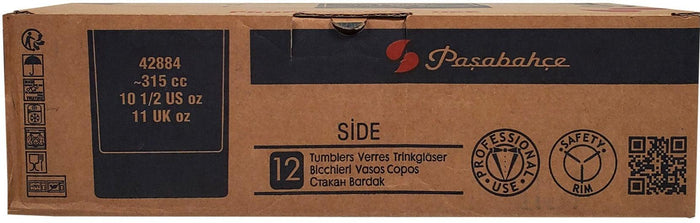 42884
~315 cc
10 1/2 US oz
11 UK oz
Paşabahçe
SİDE
12
Tumblers Verres Trinkgläser
Bicchieri Vasos Copos
Стакан Bardak
PROFESSIONAL
• USE •
SAFETY
RIM